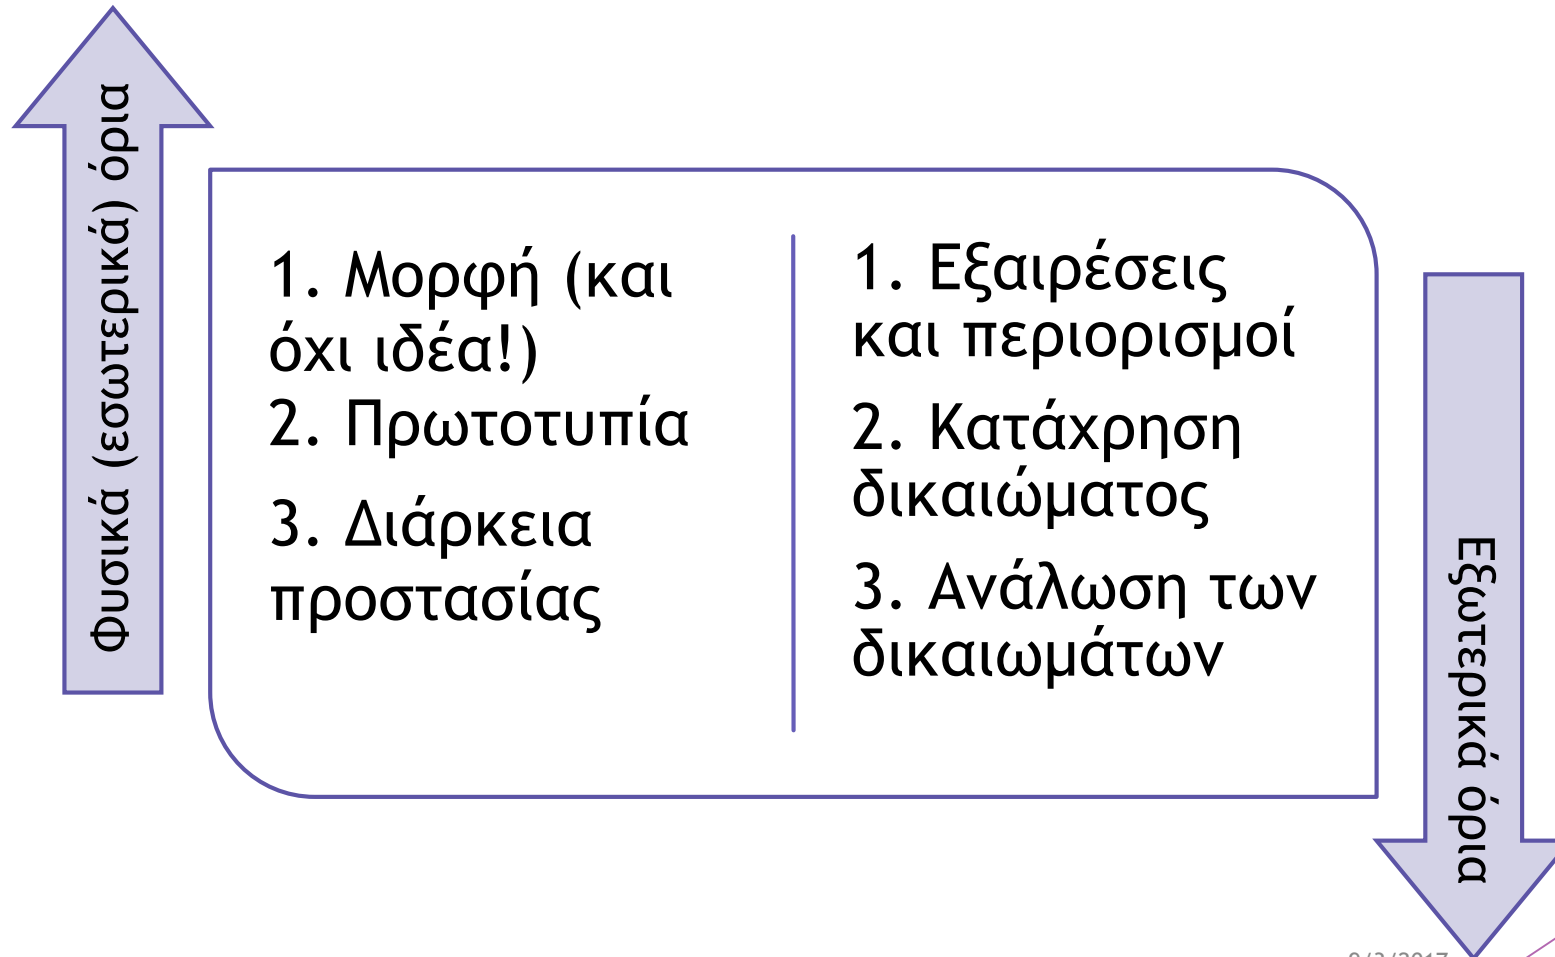 Φυσικά (εσωτερικά) όρια
1. Μορφή (και
όχι ιδέα!)
2. Πρωτοτυπία
3. Διάρκεια
προστασίας
1. Εξαιρέσεις
και περιορισμοί
2. Κατάχρηση
δικαιώματος
3. Ανάλωση των
δικαιωμάτων
Εξωτερικά όρια